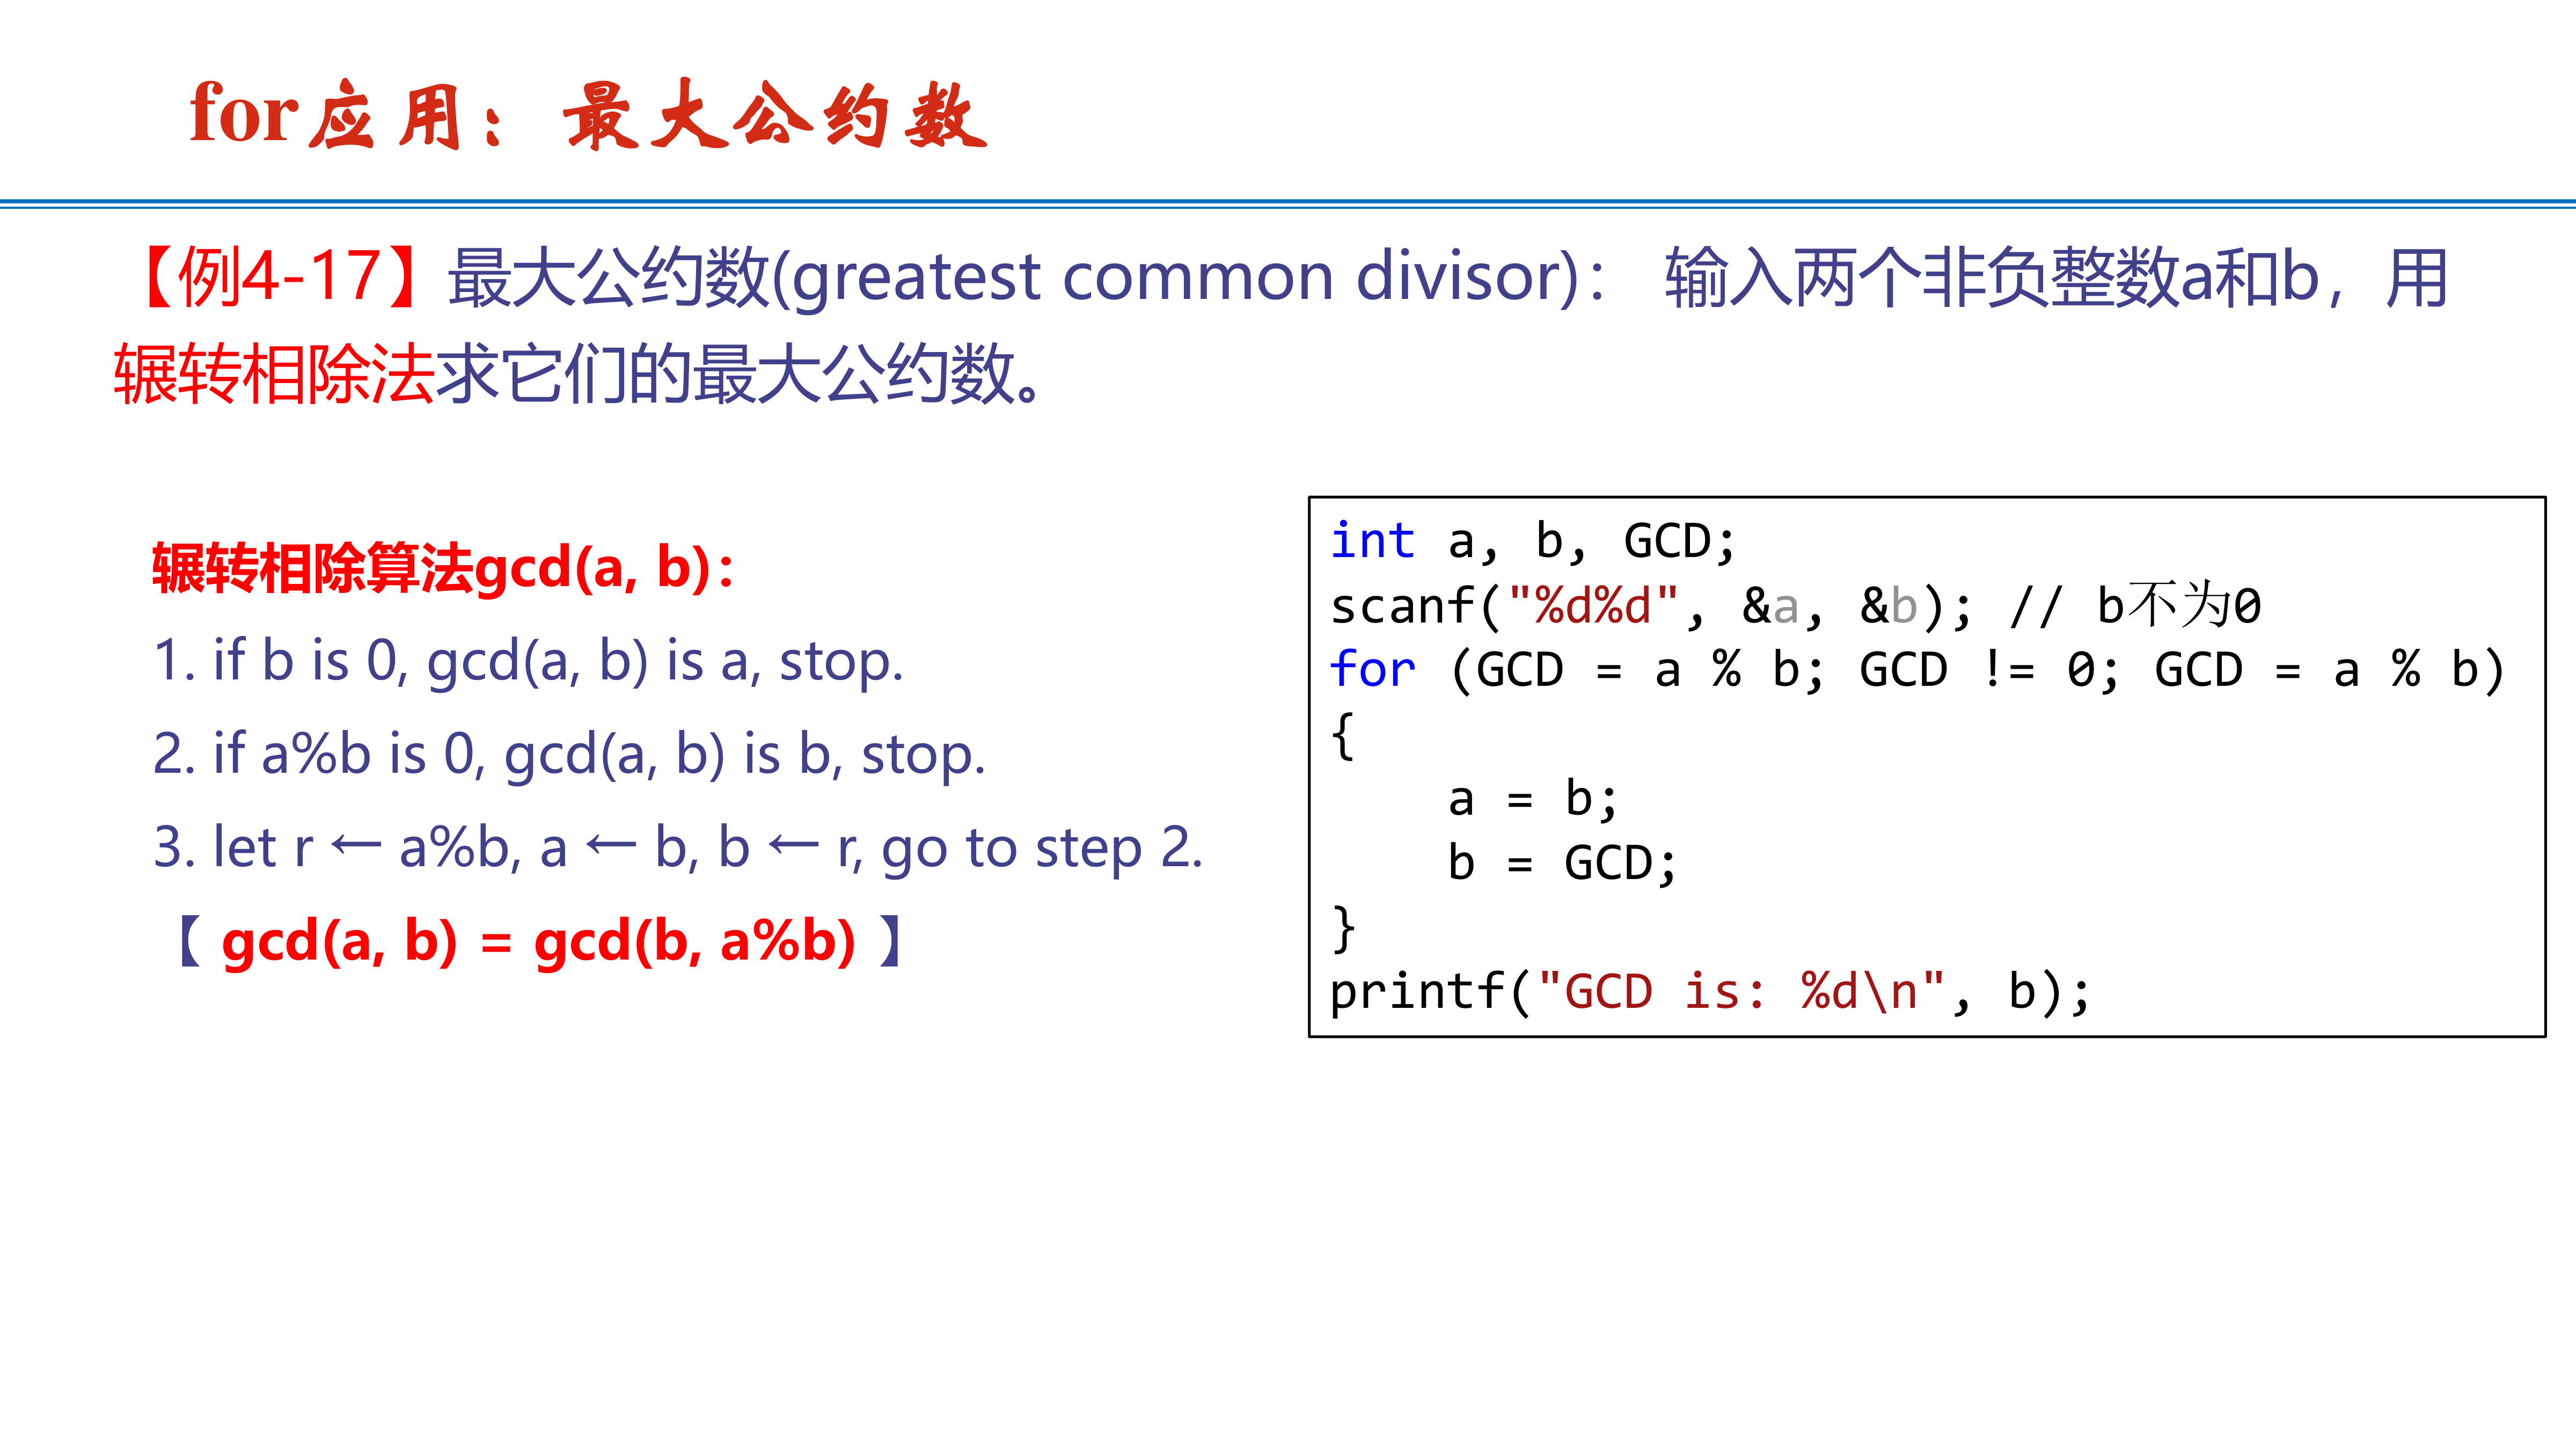 for应用：最大公约数
【例4-17】最大公约数(greatest common divisor)： 输入两个非负整数a和b，用
辗转相除法求它们的最大公约数。
辗转相除算法gcd(a, b)：
1. if b is 0, gcd(a, b) is a, stop.
2. if a%b is 0, gcd(a, b) is b, stop.
3. let r ← a%b, a ← b, b ← r, go to step 2.
【 gcd(a, b) = gcd(b, a%b) 】
int a, b, GCD;
scanf("%d%d", &a, &b); // b不为0
for (GCD = a % b; GCD != 0; GCD = a % b)
{
    a = b;
    b = GCD;
}
printf("GCD is: %d\n", b);